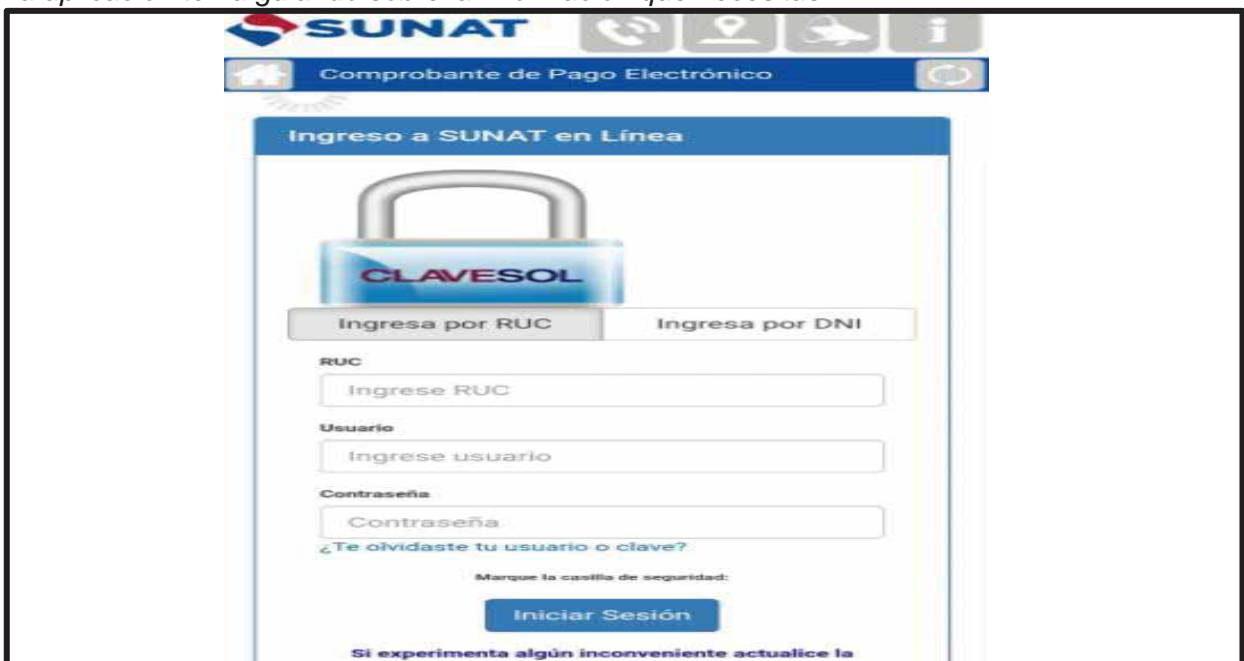 SUNAT
Comprobante de Pago Electrónico
Ingreso a SUNAT en Línea
CLAVESOL
Ingresa por RUC
Ingresa por DNI
RUC
Ingrese RUC
Usuario
Ingrese usuario
Contraseña
Contraseña
¿Te olvidaste tu usuario o clave?
Marque la casilla de seguridad:
Iniciar Sesión
Si experimenta algún inconveniente actualice la